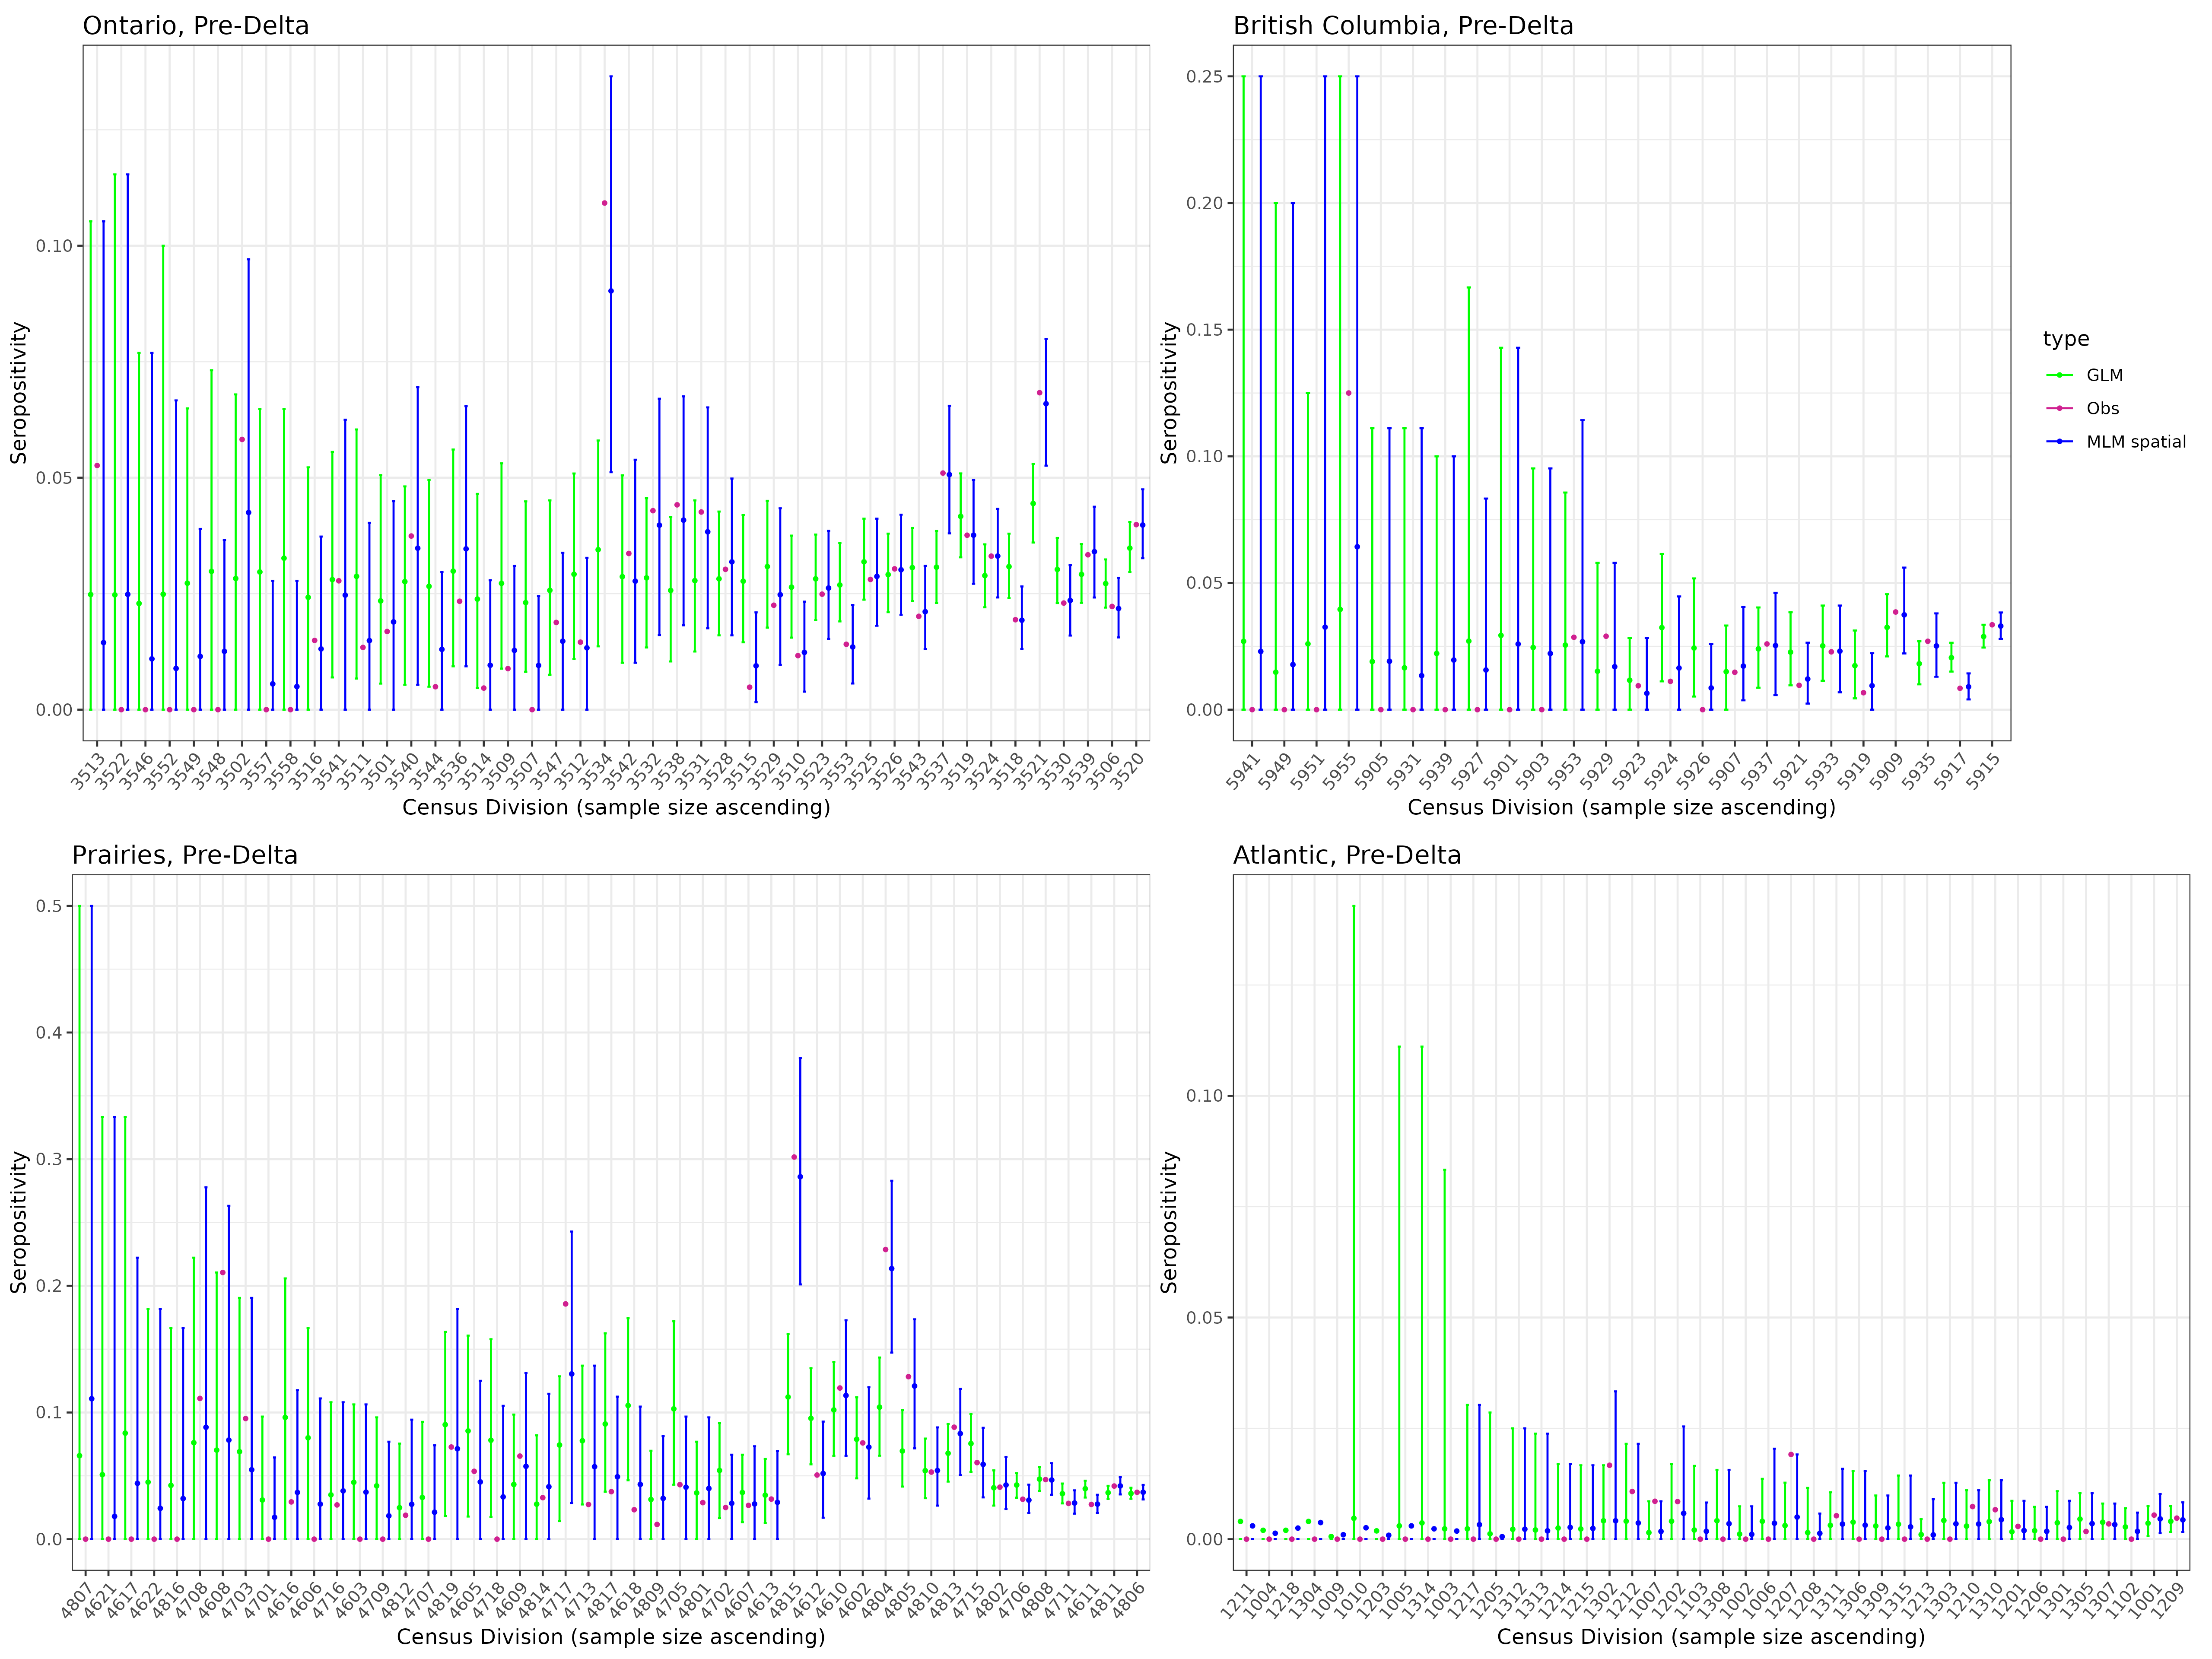 Ontario, Pre-Delta
Seropositivity
0.10
0.05
0.00
3513 3522 3546 3552 3549 3548 3502 3557 3558 3516 3541 3511 3501 3540 3544 3536 3514 3509 3507 3547 3512 3534 3542 3532 3538 3531 3528 3515 3529 3510 3523 3553 3525 3526 3543 3537 3519 3524 3518 3521 3530 3539 3506 3520
Census Division (sample size ascending)
British Columbia, Pre-Delta
Seropositivity
0.25
0.20
0.15
0.10
0.05
0.00
5941 5949 5951 5955 5905 5931 5939 5927 5901 5903 5953 5929 5923 5924 5926 5907 5937 5921 5933 5919 5909 5935 5917 5915
Census Division (sample size ascending)
type
GLM
Obs
MLM spatial
Prairies, Pre-Delta
Seropositivity
0.5
0.4
0.3
0.2
0.1
0.0
4807 4621 4617 4622 4816 4708 4608 4703 4701 4616 4606 4716 4603 4709 4812 4707 4819 4605 4718 4609 4814 4717 4713 4817 4618 4809 4705 4801 4702 4607 4613 4815 4612 4610 4602 4804 4805 4810 4813 4715 4802 4706 4808 4711 4611 4811 4806
Census Division (sample size ascending)
Atlantic, Pre-Delta
Seropositivity
0.10
0.05
0.00
1211 1004 1218 1304 1009 1010 1203 1005 1314 1003 1217 1205 1312 1313 1214 1215 1302 1212 1007 1202 1103 1308 1002 1006 1207 1208 1311 1306 1309 1315 1213 1303 1210 1310 1201 1206 1301 1305 1307 1102 1001 1209
Census Division (sample size ascending)